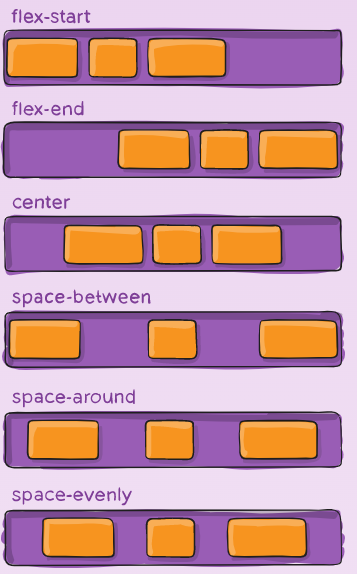 flex-start
flex-end
center
space-between
space-around
space-evenly